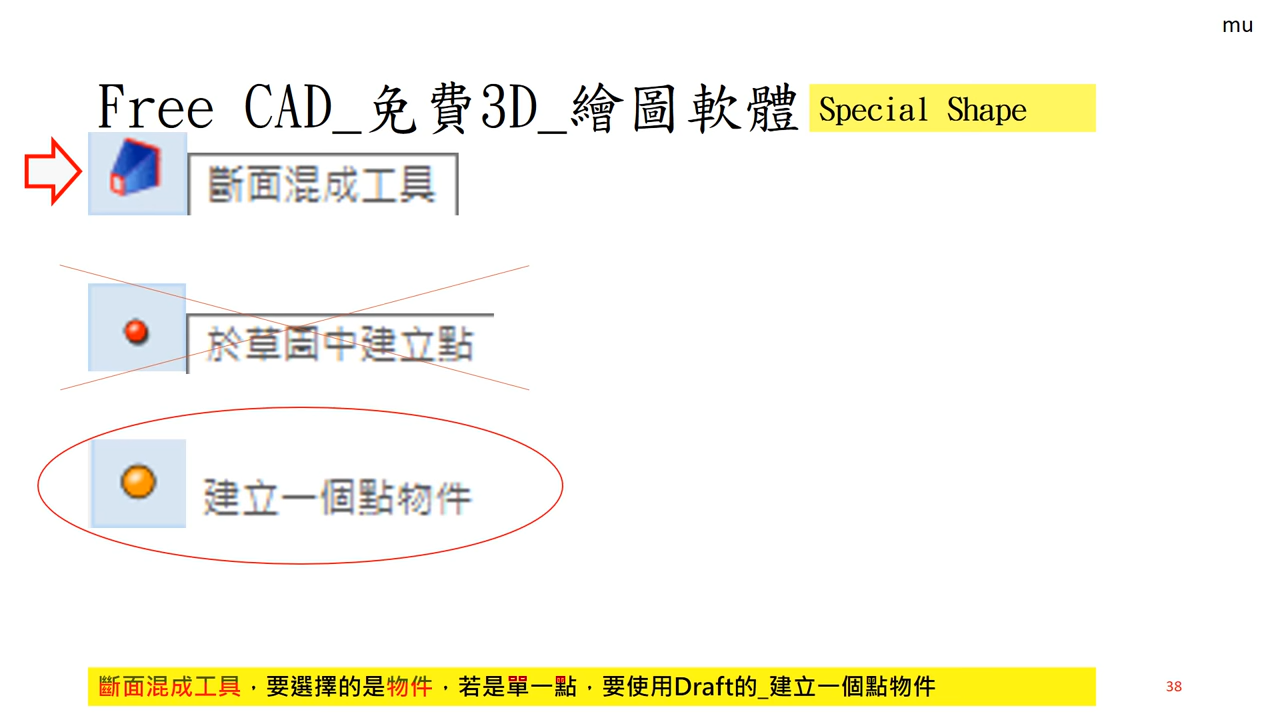 mu
Free CAD_免費3D_繪圖軟體 Special Shape
斷面混成工具
於草圖中建立點
建立一個點物件
斷面混成工具，要選擇的是物件，若是單一點，要使用Draft的_建立一個點物件
38